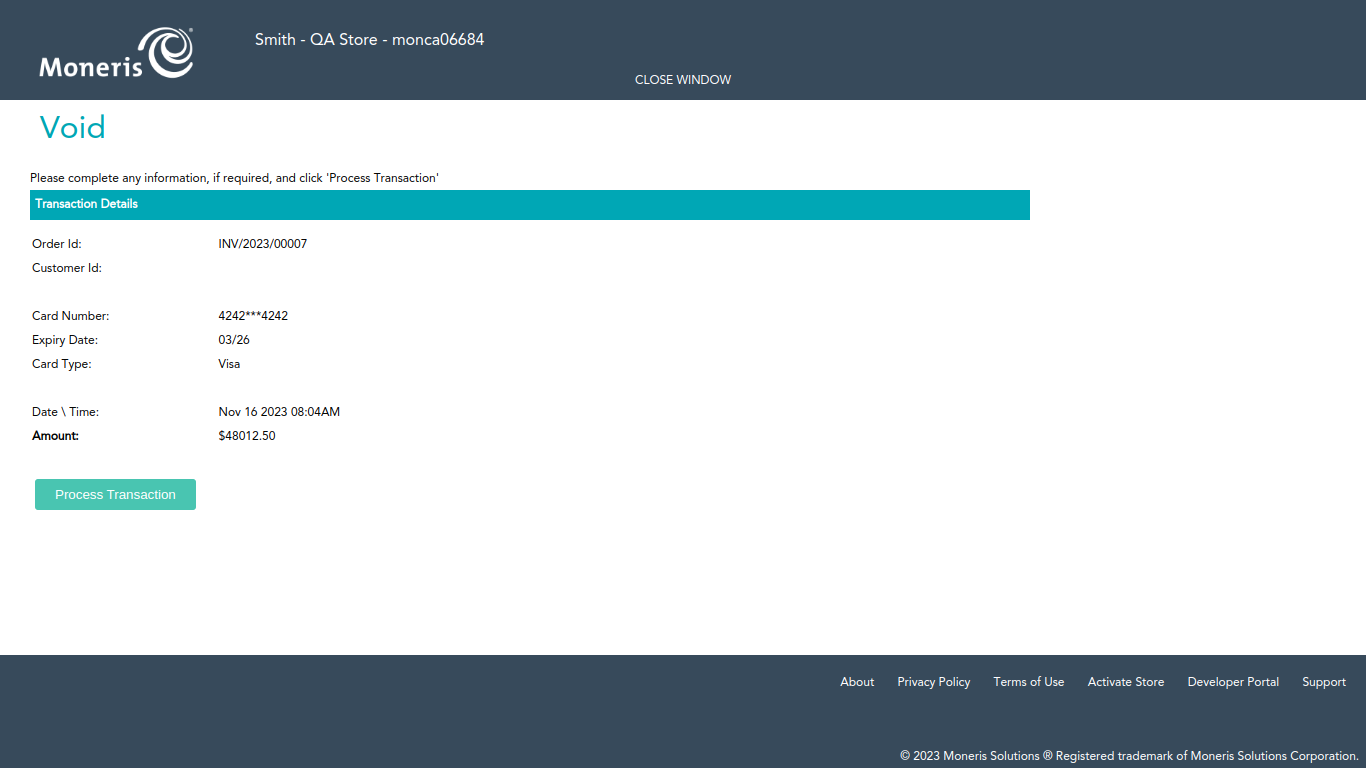 Moneris
Smith - QA Store - monca06684
CLOSE WINDOW
Void
Please complete any information, if required, and click 'Process Transaction'
Transaction Details
Order Id: INV/2023/00007
Customer Id:
Card Number: 4242***4242
Expiry Date: 03/26
Card Type: Visa
Date \ Time: Nov 16 2023 08:04AM
Amount: $48012.50
Process Transaction
About Privacy Policy Terms of Use Activate Store Developer Portal Support
© 2023 Moneris Solutions ® Registered trademark of Moneris Solutions Corporation.